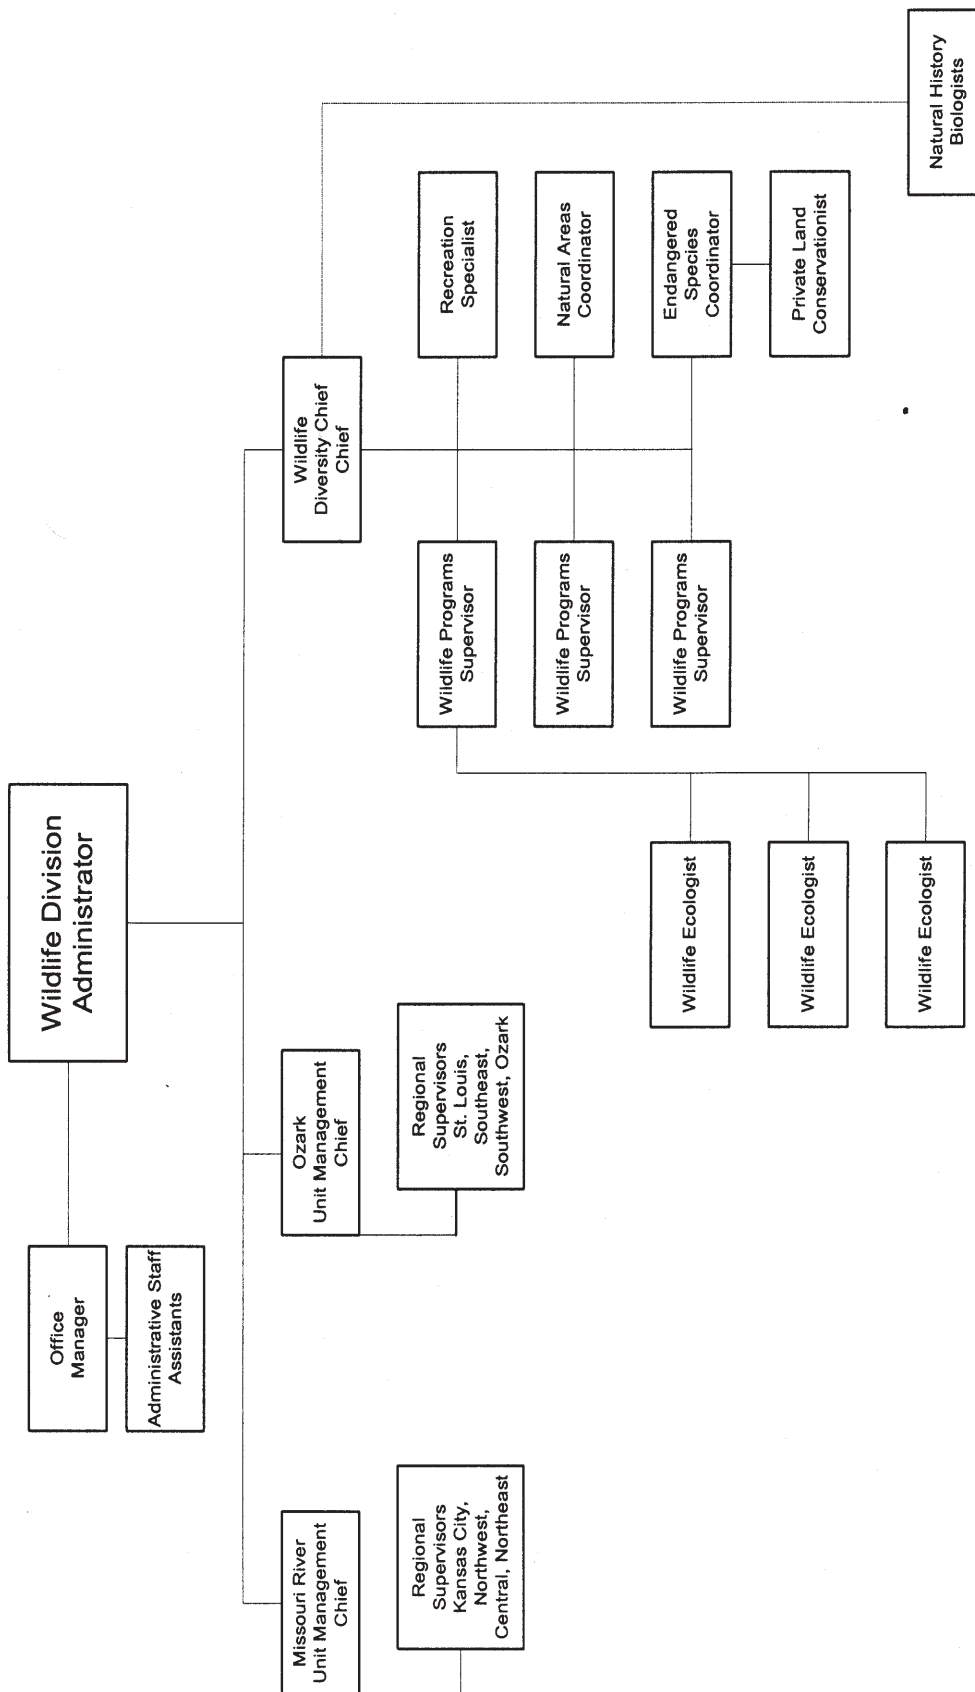 Wildlife Division
Administrator
Office
Manager
Administrative Staff
Assistants
Missouri River
Unit Management
Chief
Ozark
Unit Management
Chief
Wildlife
Diversity Chief
Chief
Regional
Supervisors
Kansas City,
Northwest,
Central, Northeast
Regional
Supervisors
St. Louis,
Southeast,
Southwest, Ozark
Wildlife Programs
Supervisor
Recreation
Specialist
Wildlife Programs
Supervisor
Natural Areas
Coordinator
Wildlife Programs
Supervisor
Endangered
Species
Coordinator
Wildlife Ecologist
Private Land
Conservationist
Wildlife Ecologist
Wildlife Ecologist
Natural History
Biologists